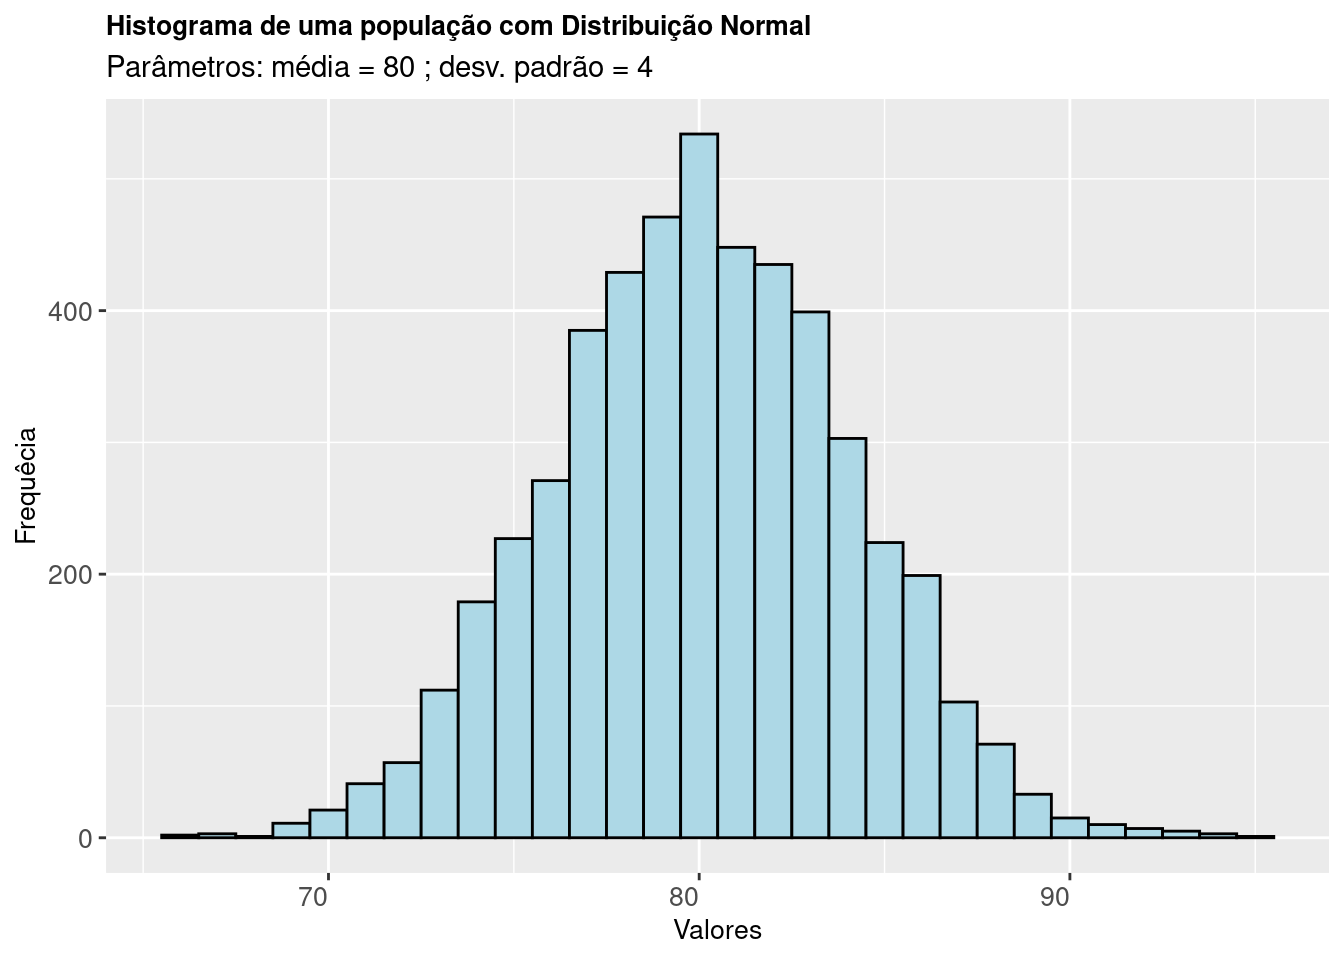 Histograma de uma população com Distribuição Normal
Parâmetros: média = 80 ; desv. padrão = 4
Frequêcia
400
200
0
70
80
90
Valores